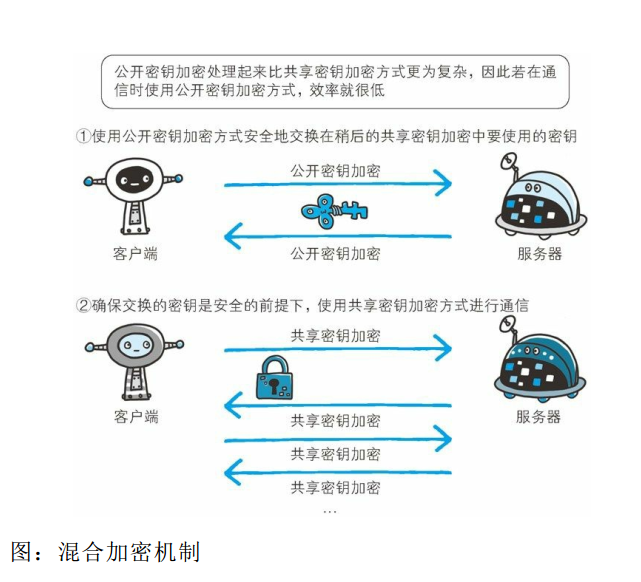 公开密钥加密处理起来比共享密钥加密方式更为复杂，因此若在通
信时使用公开密钥加密方式，效率就很低
①使用公开密钥加密方式安全地交换在稍后的共享密钥加密中要使用的密钥
公开密钥加密
公开密钥加密
客户端
服务器
②确保交换的密钥是安全的前提下，使用共享密钥加密方式进行通信
共享密钥加密
共享密钥加密
客户端
服务器
共享密钥加密
共享密钥加密
...
图：混合加密机制